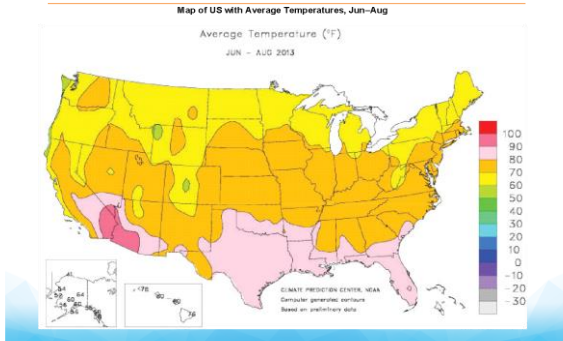 Map of US with Average Temperatures, Jun–Aug
Average Temperature (°F)
JUN - AUG 2013
100
90
80
70
60
50
40
30
20
10
0
-10
-20
-30
CLIMATE PREDICTION CENTER, NOAA
Computer generated contours
Based on preliminary data